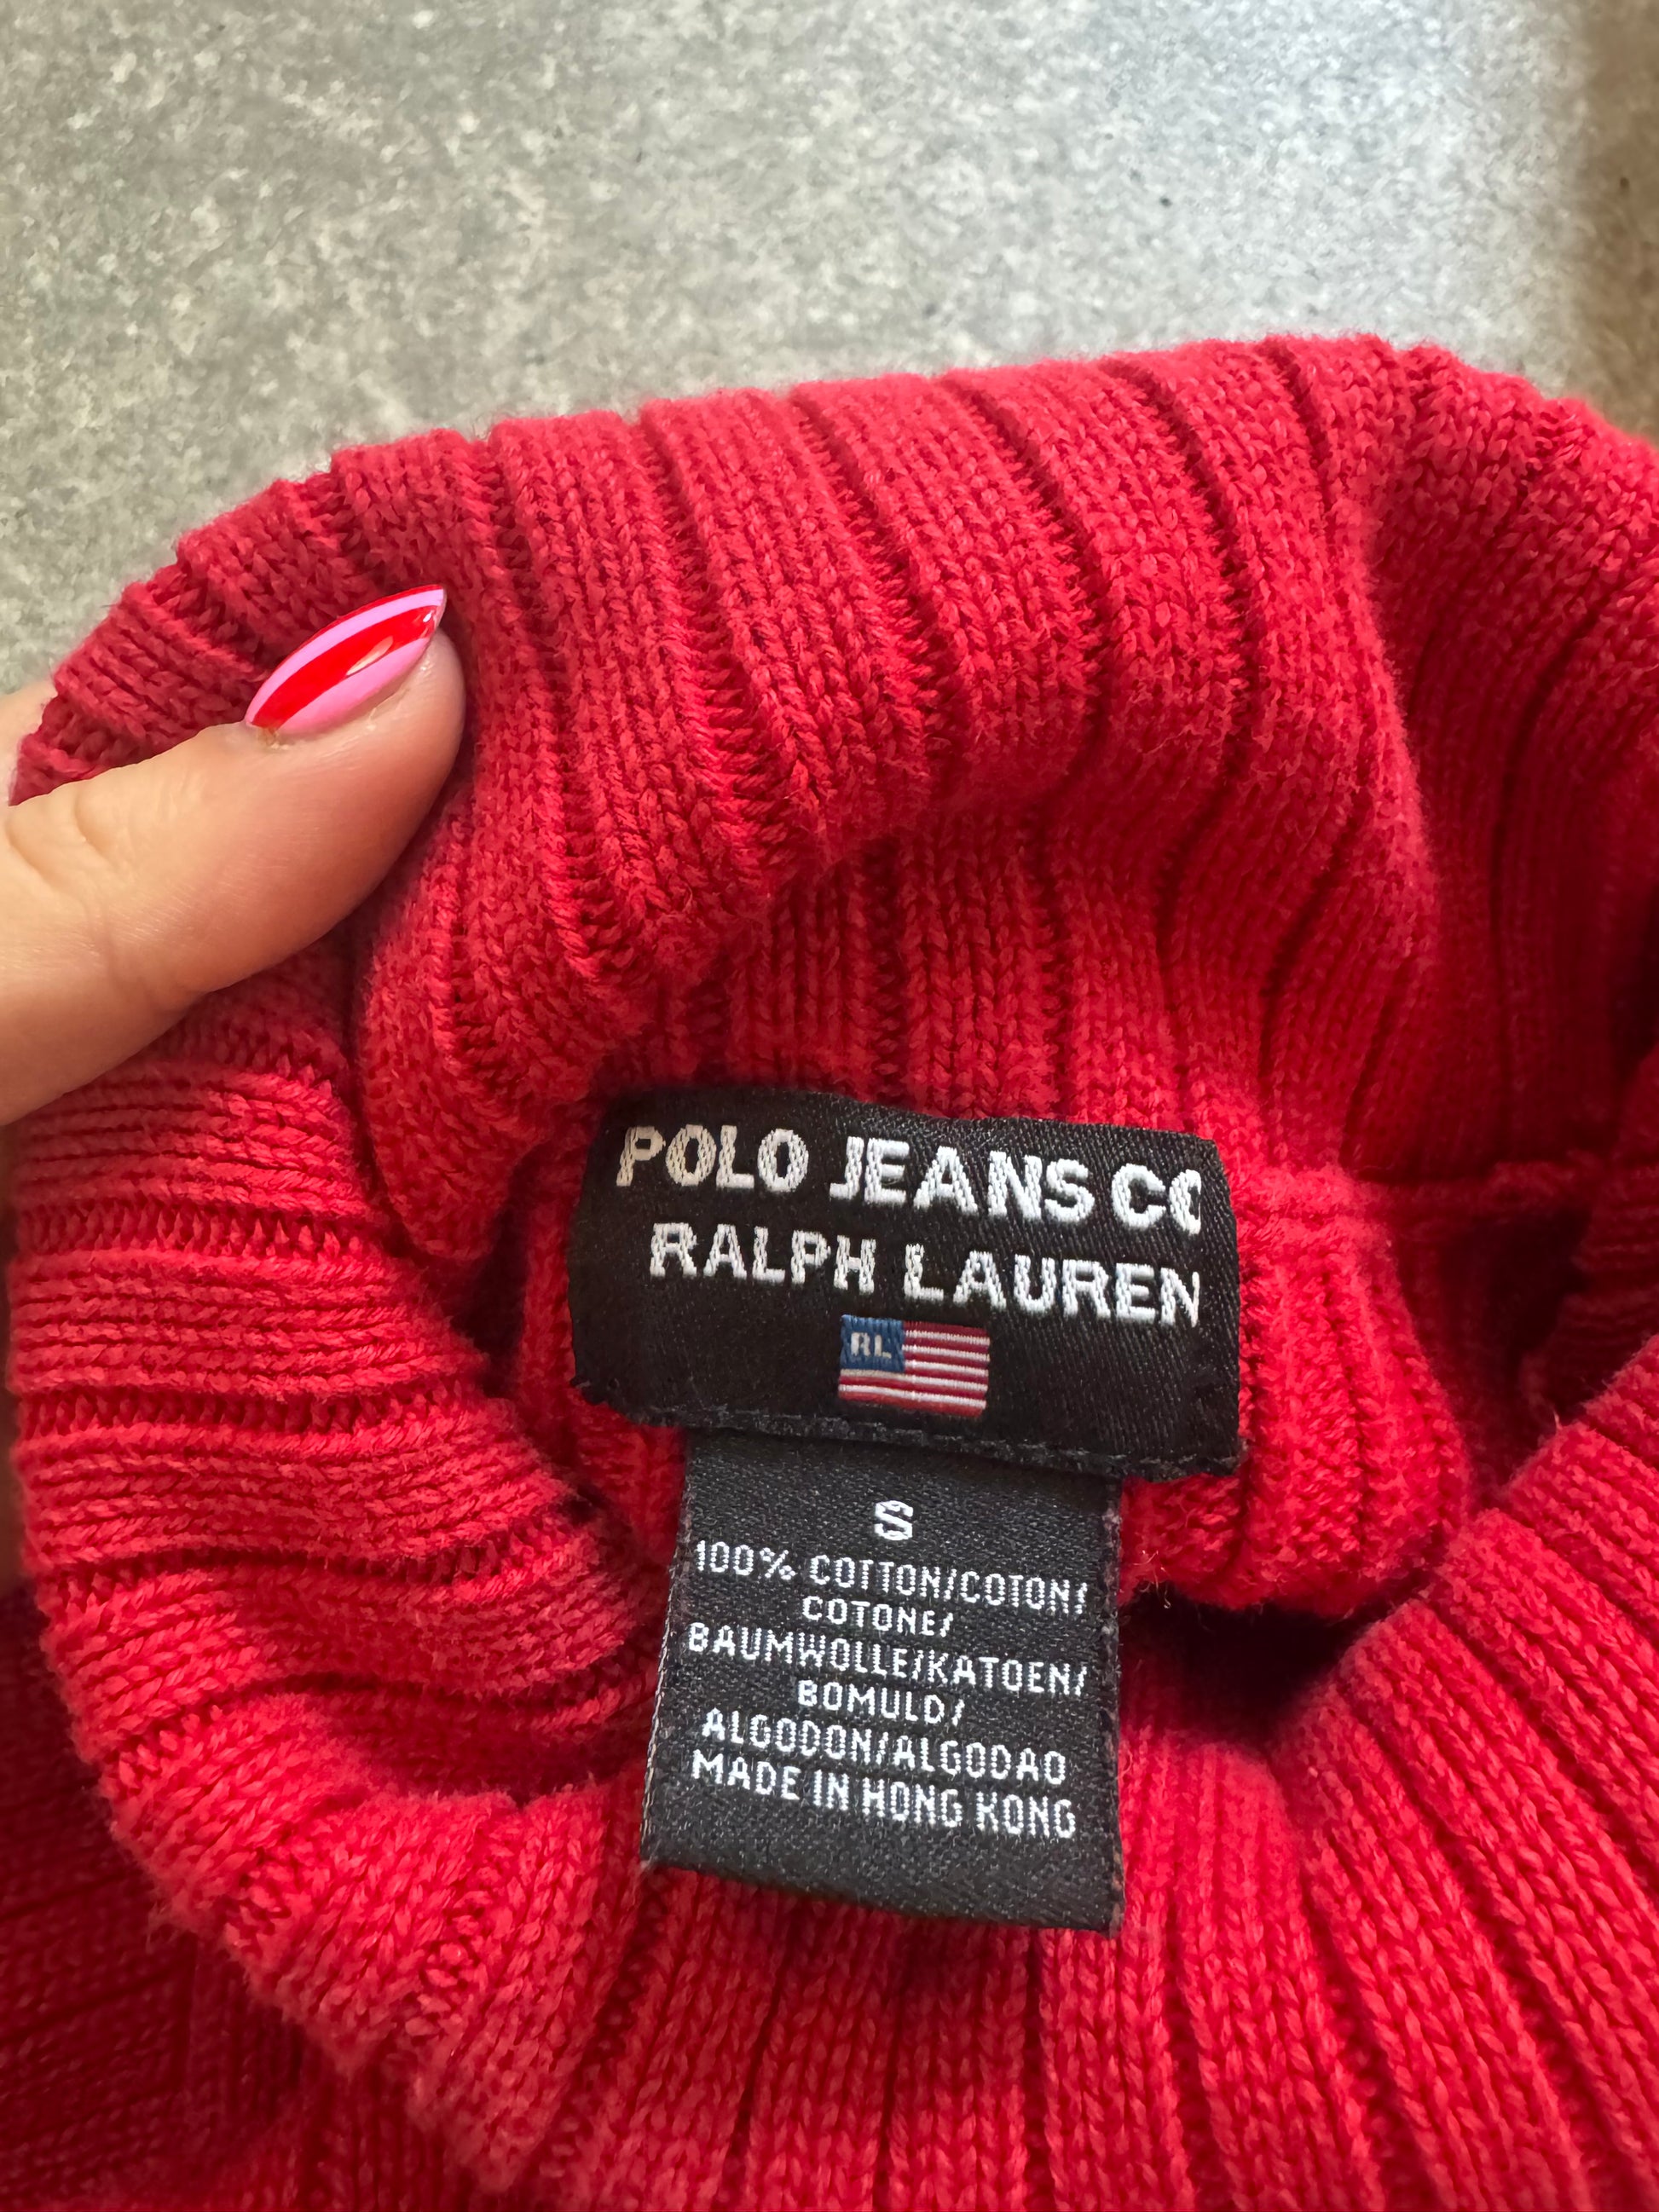 POLO JEANS CO
RALPH LAUREN
RL
S
100% COTTON/COTON/
COTONE/
BAUMWOLLE/KATOEN/
BOMULD/
ALGODON/ALGODAO
MADE IN HONG KONG